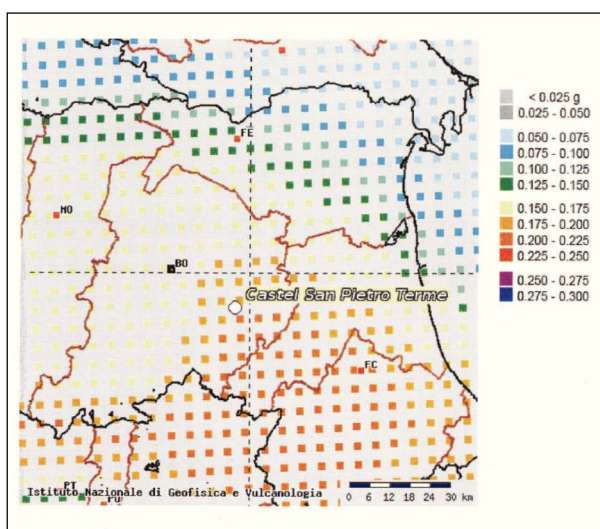 FE
MO
BO
Castel San Pietro Terme
FC
PT
FU
Istituto Nazionale di Geofisica e Vulcanologia
0 6 12 18 24 30 km
< 0.025 g
0.025 - 0.050
0.050 - 0.075
0.075 - 0.100
0.100 - 0.125
0.125 - 0.150
0.150 - 0.175
0.175 - 0.200
0.200 - 0.225
0.225 - 0.250
0.250 - 0.275
0.275 - 0.300